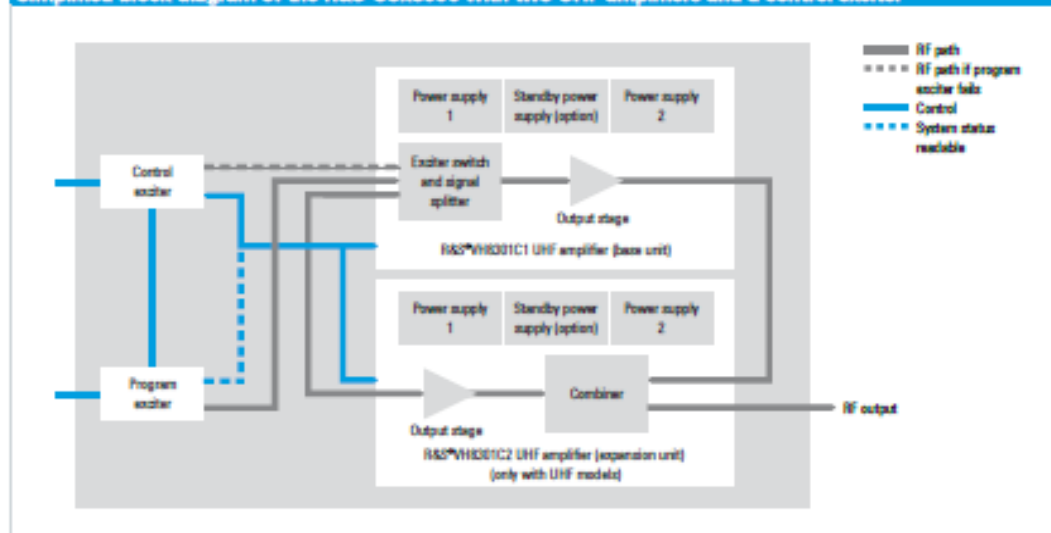 RF path
RF path if program
exciter fails
Control
System status
readable
Power supply
1
Standby power
supply (option)
Power supply
2
Control
exciter
Exciter switch
and signal
splitter
Output stage
R&S®VH8301C1 UHF amplifier (base unit)
Power supply
1
Standby power
supply (option)
Power supply
2
Program
exciter
Combiner
RF output
Output stage
R&S®VH8301C2 UHF amplifier (expansion unit)
(only with UHF models)